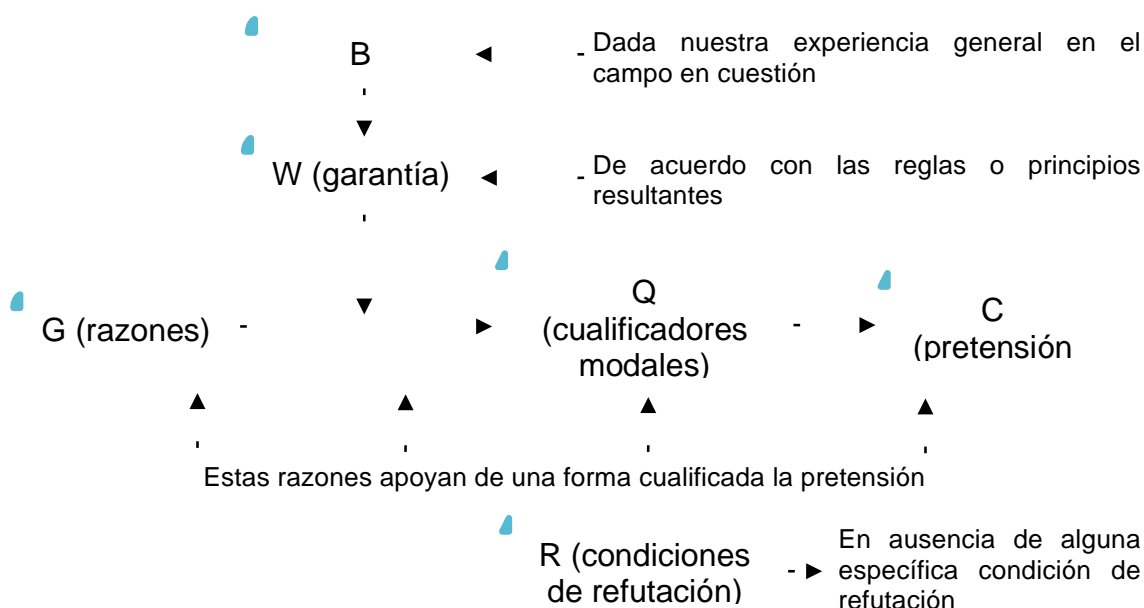 B
Dada nuestra experiencia general en el
campo en cuestión
W (garantía)
De acuerdo con las reglas o principios
resultantes
G (razones)
Q
(cualificadores
modales)
C
(pretensión
Estas razones apoyan de una forma cualificada la pretensión
R (condiciones
de refutación)
En ausencia de alguna
específica condición de
refutación